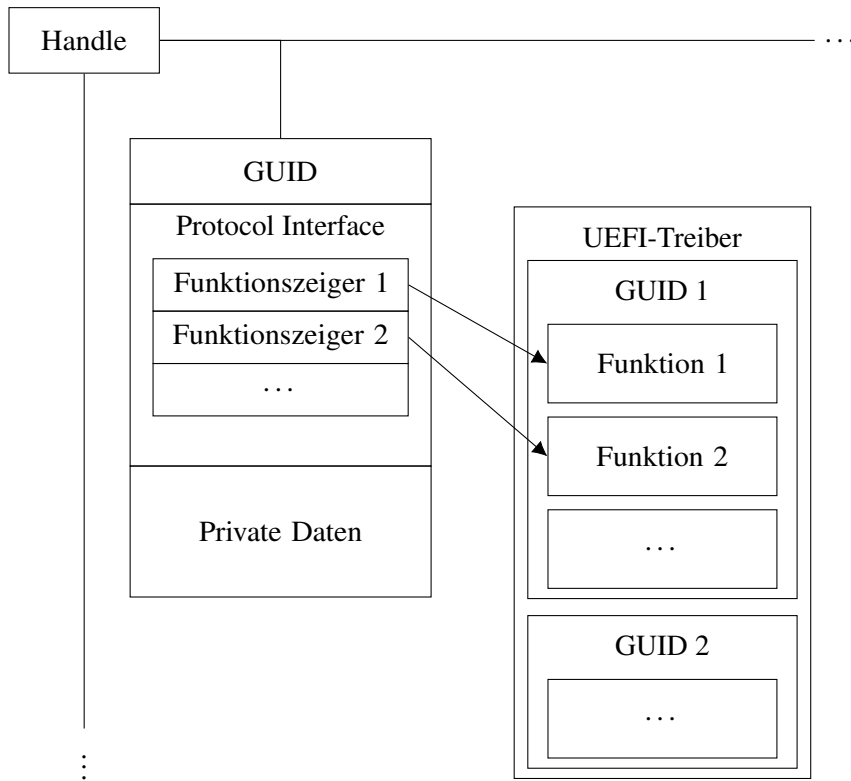 Handle
...
GUID
Protocol Interface
Funktionszeiger 1
Funktionszeiger 2
...
Private Daten
UEFI-Treiber
GUID 1
Funktion 1
Funktion 2
...
GUID 2
...
⋮